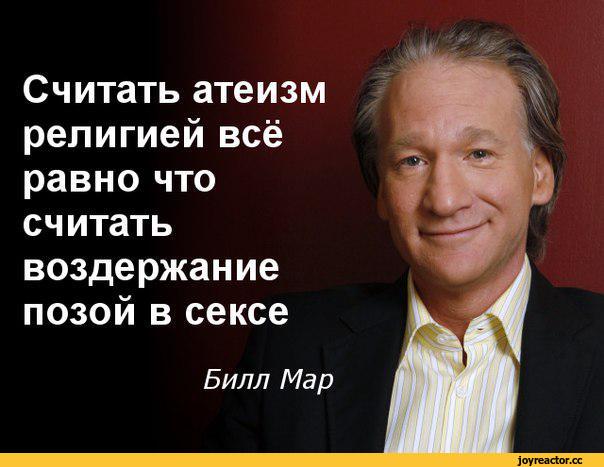 Считать атеизм
религией всё
равно что
считать
воздержание
позой в сексе
Билл Мар
joyreactor.cc